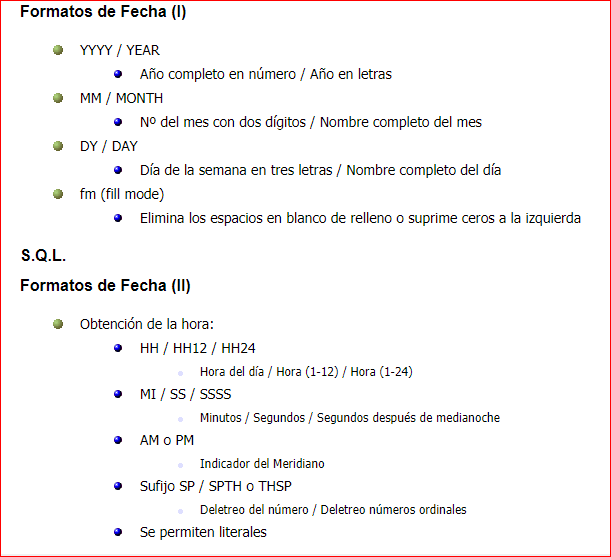 Formatos de Fecha (I)
YYYY / YEAR
Año completo en número / Año en letras
MM / MONTH
Nº del mes con dos dígitos / Nombre completo del mes
DY / DAY
Día de la semana en tres letras / Nombre completo del día
fm (fill mode)
Elimina los espacios en blanco de relleno o suprime ceros a la izquierda
S.Q.L.
Formatos de Fecha (II)
Obtención de la hora:
HH / HH12 / HH24
Hora del día / Hora (1-12) / Hora (1-24)
MI / SS / SSSS
Minutos / Segundos / Segundos después de medianoche
AM o PM
Indicador del Meridiano
Sufijo SP / SPTH o THSP
Deletreo del número / Deletreo números ordinales
Se permiten literales